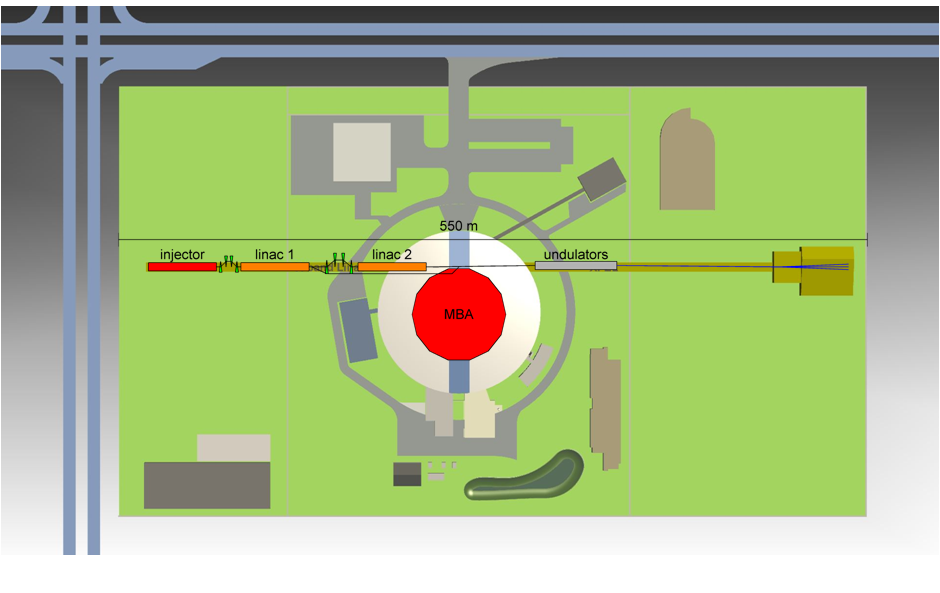 550 m
injector
linac 1
linac 2
undulators
MBA